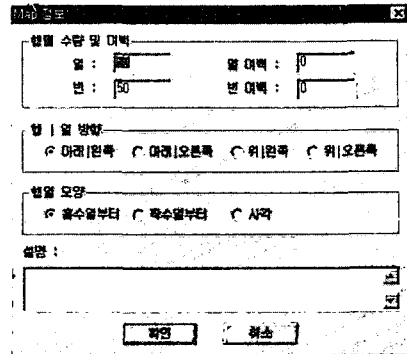 Map 정보
행렬 수량 및 여백
열 : 열 여백 : 0
번 : 50 번 여백 : 0
행 | 열 방향
아래|왼쪽 아래|오른쪽 위|왼쪽 위|오른쪽
행열 모양
홀수열부터 짝수열부터 사각
설명 :
확인 취소